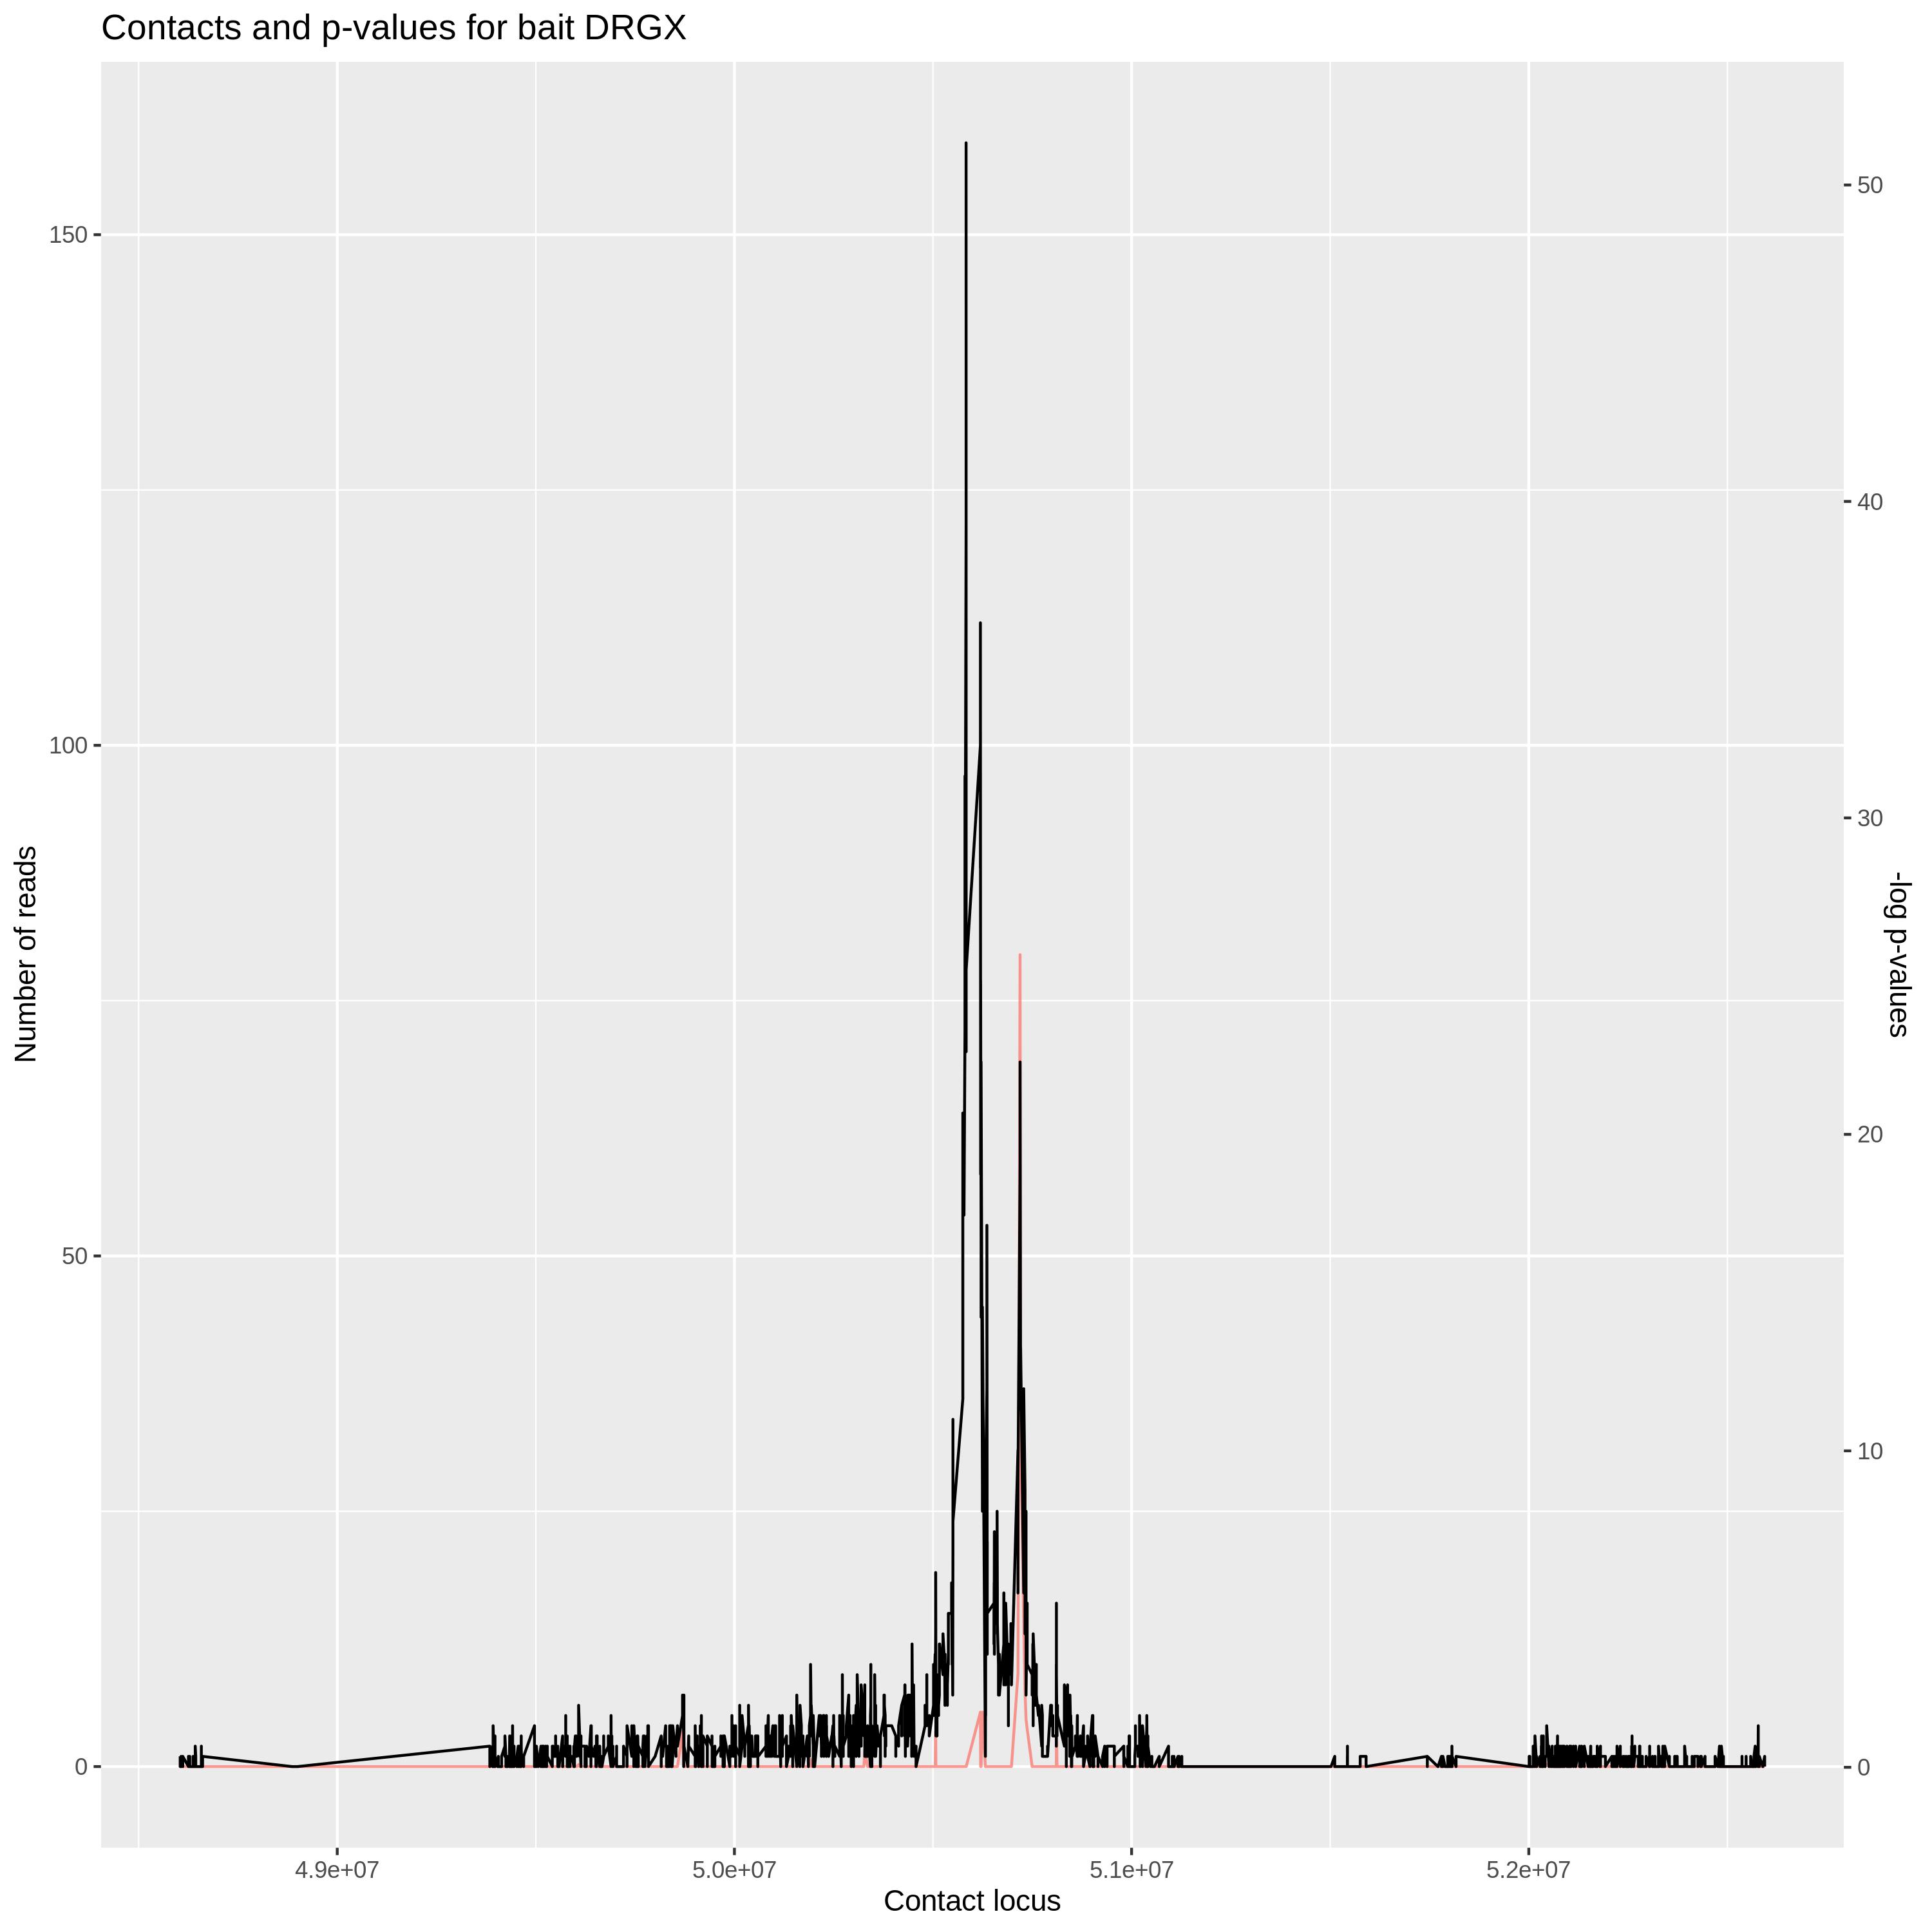 Contacts and p-values for bait DRGX
150
100
50
0
Number of reads
50
40
30
20
10
0
-log p-values
4.9e+07
5.0e+07
5.1e+07
5.2e+07
Contact locus